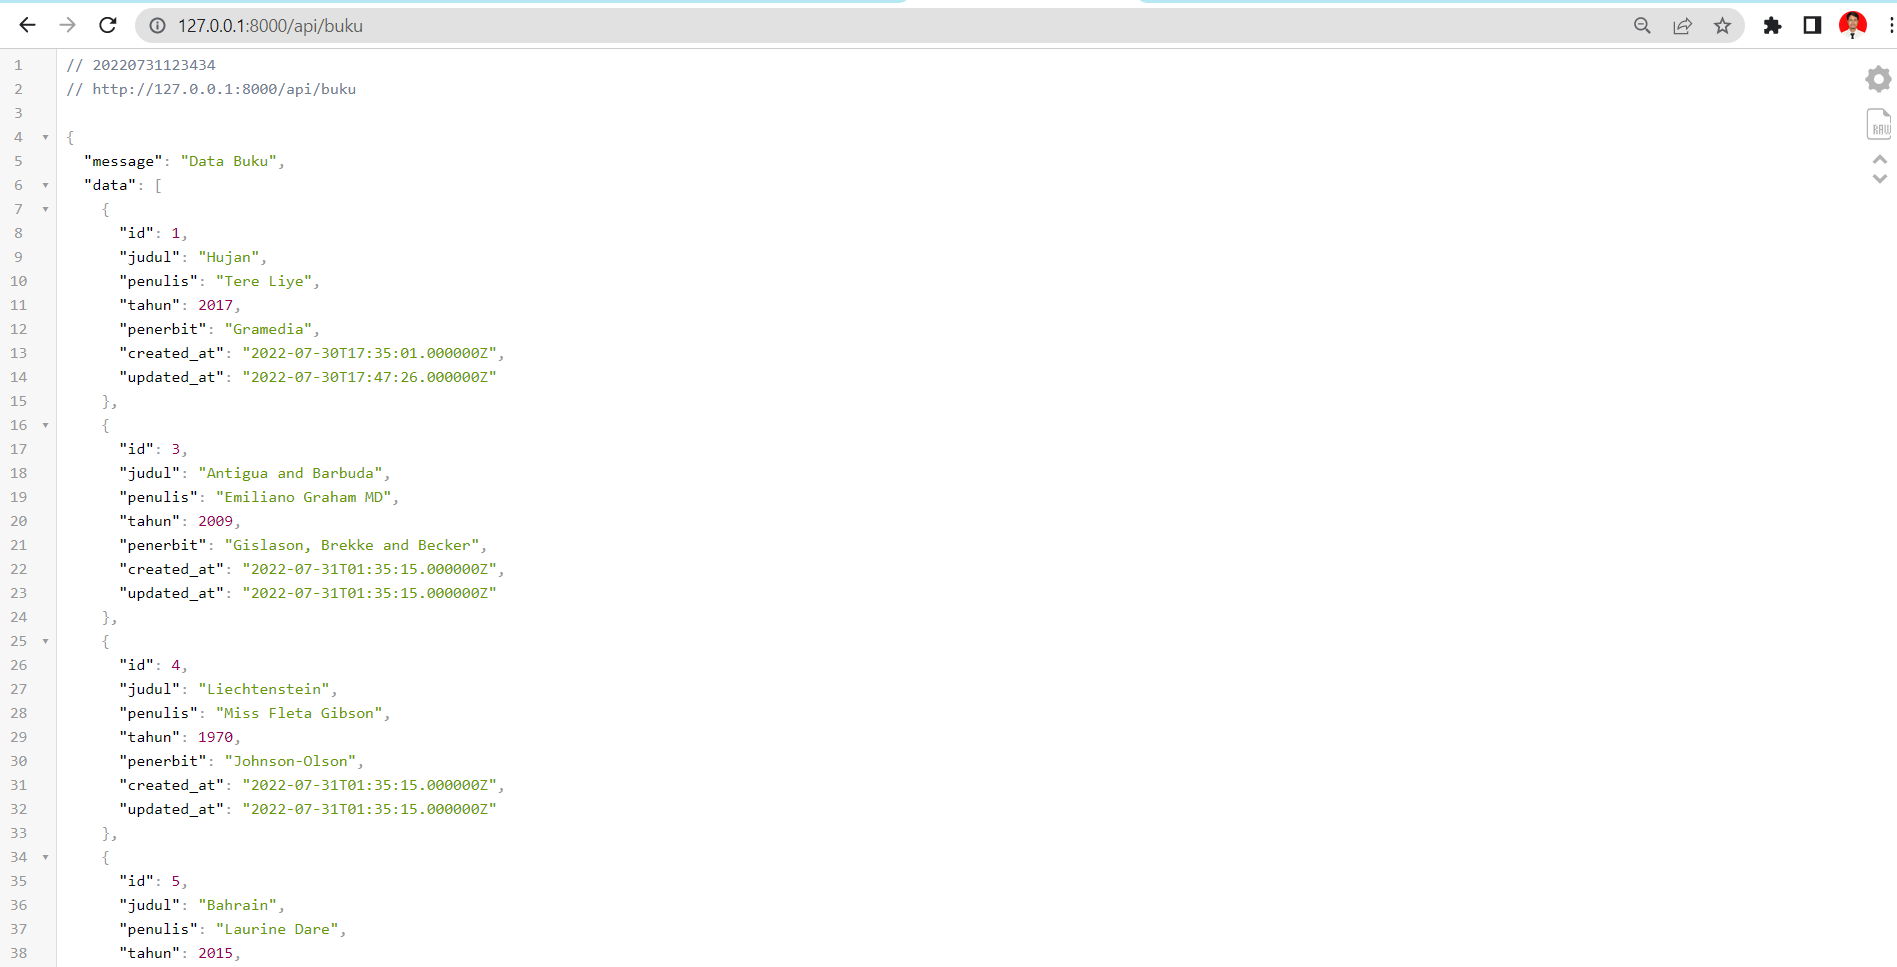 127.0.0.1:8000/api/buku
1 // 20220731123434
2 // http://127.0.0.1:8000/api/buku
3
4 {
5 "message": "Data Buku",
6 "data": [
7 {
8 "id": 1,
9 "judul": "Hujan",
10 "penulis": "Tere Liye",
11 "tahun": 2017,
12 "penerbit": "Gramedia",
13 "created_at": "2022-07-30T17:35:01.000000Z",
14 "updated_at": "2022-07-30T17:47:26.000000Z"
15 },
16 {
17 "id": 3,
18 "judul": "Antigua and Barbuda",
19 "penulis": "Emiliano Graham MD",
20 "tahun": 2009,
21 "penerbit": "Gislason, Brekke and Becker",
22 "created_at": "2022-07-31T01:35:15.000000Z",
23 "updated_at": "2022-07-31T01:35:15.000000Z"
24 },
25 {
26 "id": 4,
27 "judul": "Liechtenstein",
28 "penulis": "Miss Fleta Gibson",
29 "tahun": 1970,
30 "penerbit": "Johnson-Olson",
31 "created_at": "2022-07-31T01:35:15.000000Z",
32 "updated_at": "2022-07-31T01:35:15.000000Z"
33 },
34 {
35 "id": 5,
36 "judul": "Bahrain",
37 "penulis": "Laurine Dare",
38 "tahun": 2015,
RAW